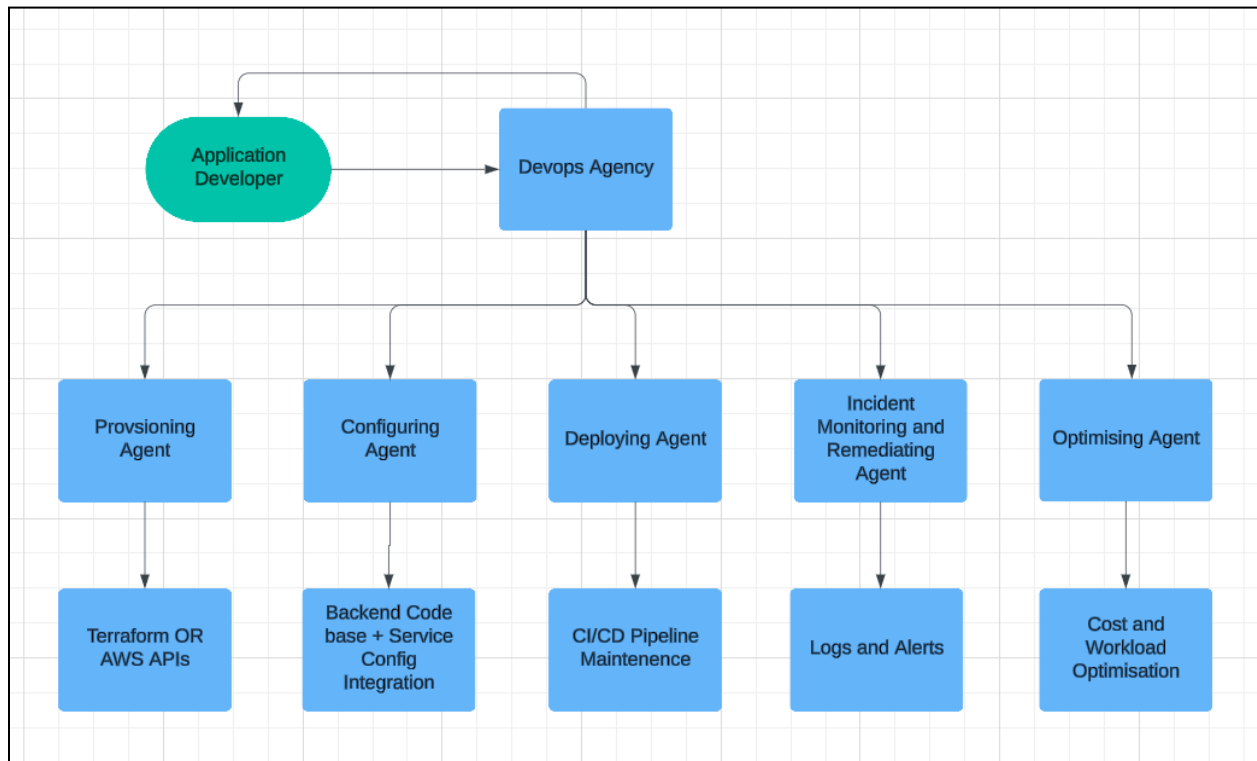 Application
Developer
Devops Agency
Provsioning
Agent
Configuring
Agent
Deploying Agent
Incident
Monitoring and
Remediating
Agent
Optimising Agent
Terraform OR
AWS APIs
Backend Code
base + Service
Config
Integration
CI/CD Pipeline
Maintenence
Logs and Alerts
Cost and
Workload
Optimisation